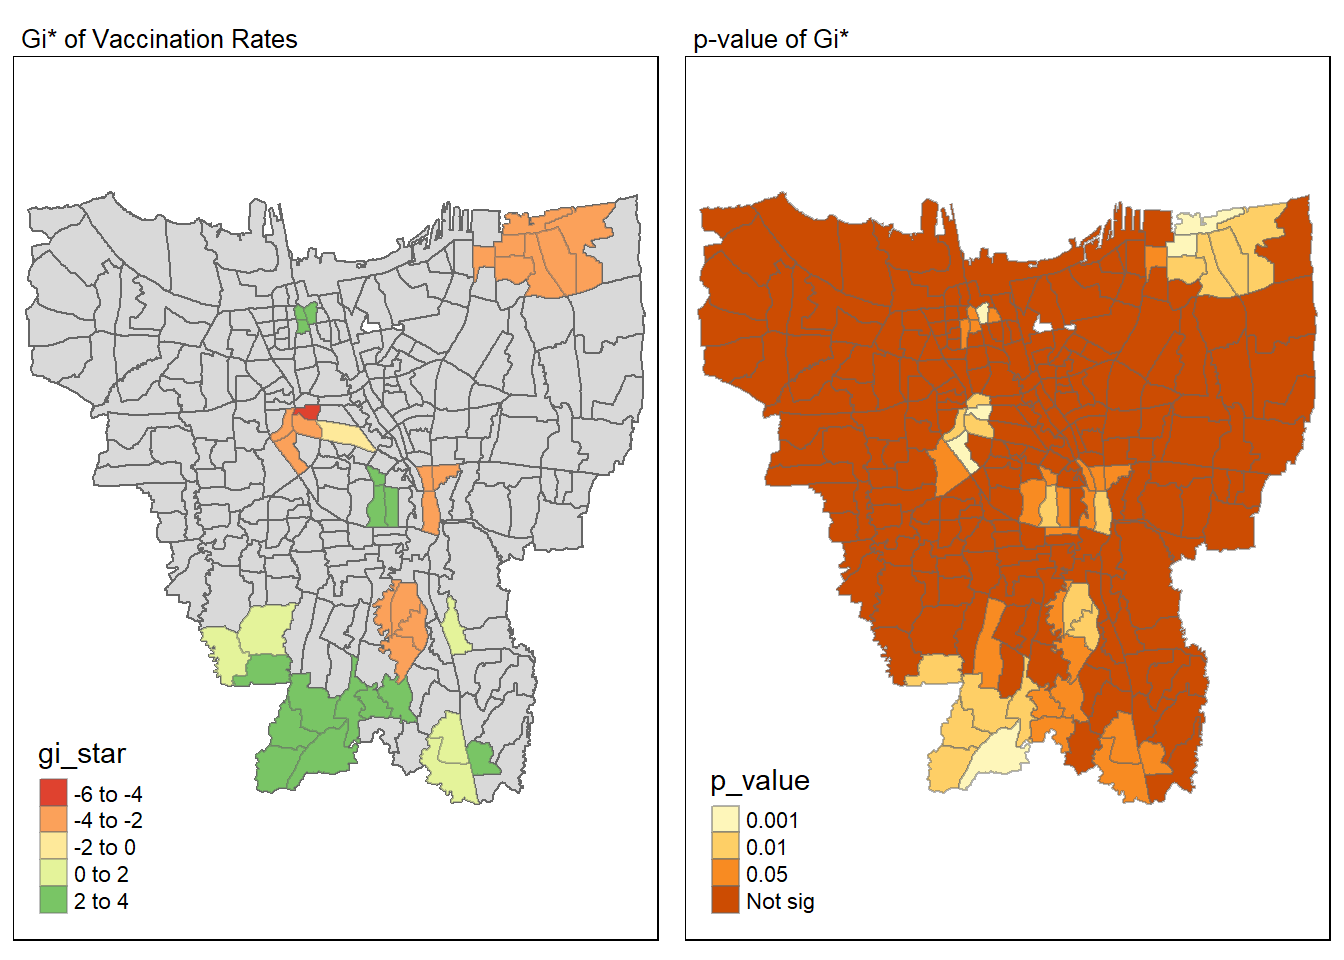 Gi* of Vaccination Rates
gi_star
-6 to -4
-4 to -2
-2 to 0
0 to 2
2 to 4
p-value of Gi*
p_value
0.001
0.01
0.05
Not sig